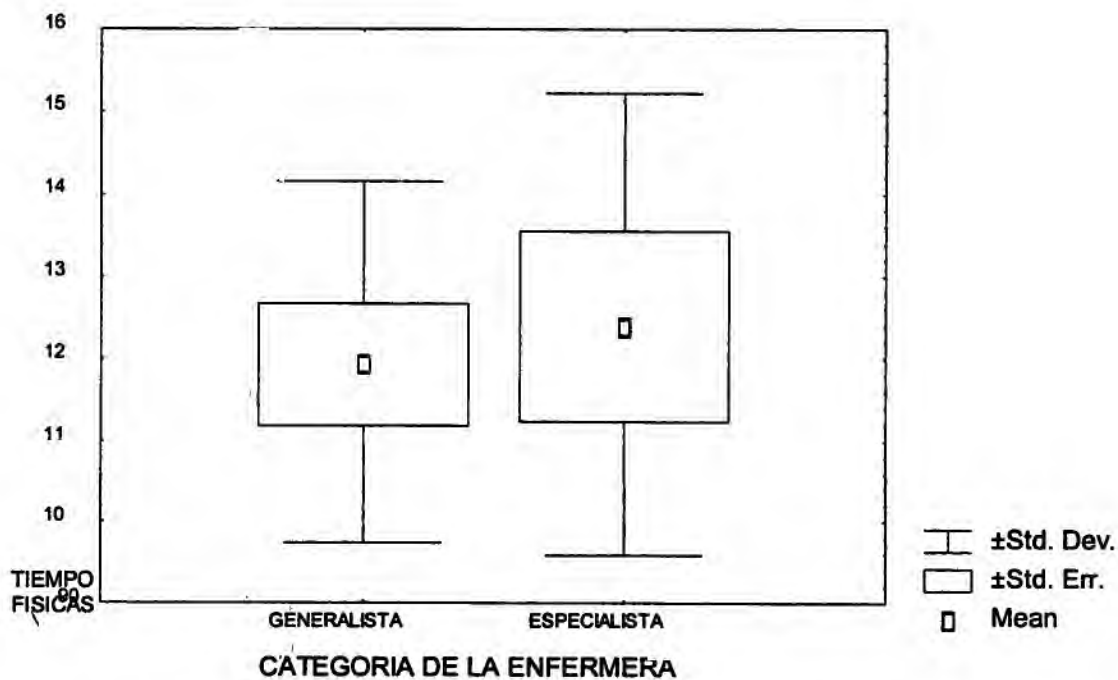 16
15
14
13
12
11
10
TIEMPO
FISICAS
GENERALISTA
ESPECIALISTA
CATEGORIA DE LA ENFERMERA
±Std. Dev.
±Std. Err.
Mean